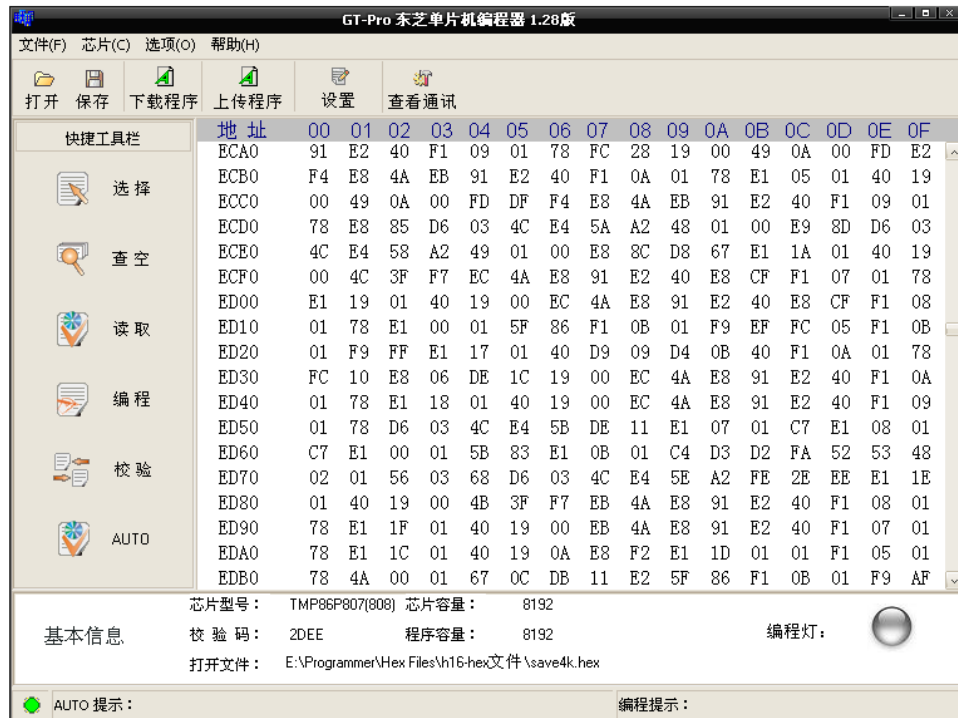 GT-Pro 东芝单片机编程器 1.28版
文件(F) 芯片(C) 选项(O) 帮助(H)
打开 保存 下载程序 上传程序 设置 查看通讯
快捷工具栏
选择
查空
读取
编程
校验
AUTO
地址 00 01 02 03 04 05 06 07 08 09 0A 0B 0C 0D 0E 0F
ECA0 91 E2 40 F1 09 01 78 FC 28 19 00 49 0A 00 FD E2
ECB0 F4 E8 4A EB 91 E2 40 F1 0A 01 78 E1 05 01 40 19
ECC0 00 49 0A 00 FD DF F4 E8 4A EB 91 E2 40 F1 09 01
ECD0 78 E8 85 D6 03 4C E4 5A A2 48 01 00 E9 8D D6 03
ECE0 4C E4 58 A2 49 01 00 E8 8C D8 67 E1 1A 01 40 19
ECF0 00 4C 3F F7 EC 4A E8 91 E2 40 E8 CF F1 07 01 78
ED00 E1 19 01 40 19 00 EC 4A E8 91 E2 40 E8 CF F1 08
ED10 01 78 E1 00 01 5F 86 F1 0B 01 F9 EF FC 05 F1 0B
ED20 01 F9 FF E1 17 01 40 D9 09 D4 0B 40 F1 0A 01 78
ED30 FC 10 E8 06 DE 1C 19 00 EC 4A E8 91 E2 40 F1 0A
ED40 01 78 E1 18 01 40 19 00 EC 4A E8 91 E2 40 F1 09
ED50 01 78 D6 03 4C E4 5B DE 11 E1 07 01 C7 E1 08 01
ED60 C7 E1 00 01 5B 83 E1 0B 01 C4 D3 D2 FA 52 53 48
ED70 02 01 56 03 68 D6 03 4C E4 5E A2 FE 2E EE E1 1E
ED80 01 40 19 00 4B 3F F7 EB 4A E8 91 E2 40 F1 08 01
ED90 78 E1 1F 01 40 19 00 EB 4A E8 91 E2 40 F1 07 01
EDA0 78 E1 1C 01 40 19 0A E8 F2 E1 1D 01 01 F1 05 01
EDB0 78 4A 00 01 67 0C DB 11 E2 5F 86 F1 0B 01 F9 AF
基本信息
芯片型号： TMP86P807(808) 芯片容量： 8192
校 验 码： 2DEE 程序容量： 8192
打开文件： E:\Programmer\Hex Files\h16-hex文件\save4k.hex
编程灯：
AUTO 提示： 编程提示：